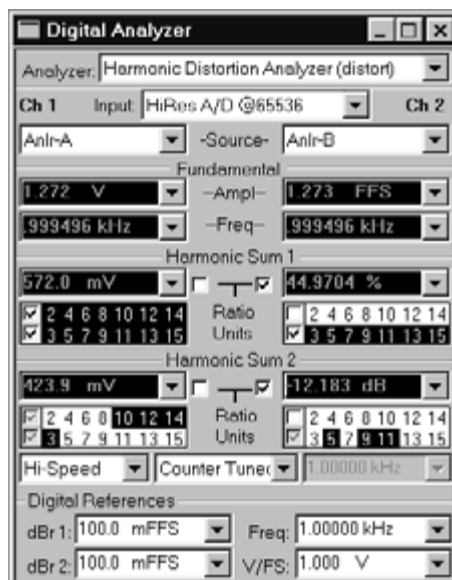 Digital Analyzer
Analyzer: Harmonic Distortion Analyzer (distort)
Ch 1 Input: HiRes A/D @65536 Ch 2
Anlr-A -Source- Anlr-B
Fundamental
1.272 V -Ampl- 1.273 FFS
.999496 kHz -Freq- .999496 kHz
Harmonic Sum 1
572.0 mV 44.9704 %
2 4 6 8 10 12 14 Ratio 2 4 6 8 10 12 14
3 5 7 9 11 13 15 Units 3 5 7 9 11 13 15
Harmonic Sum 2
423.9 mV -12.183 dB
2 4 6 8 10 12 14 Ratio 2 4 6 8 10 12 14
3 5 7 9 11 13 15 Units 3 5 7 9 11 13 15
Hi-Speed Counter Tuned 1.00000 kHz
Digital References
dBr 1: 100.0 mFFS Freq: 1.00000 kHz
dBr 2: 100.0 mFFS V/FS: 1.000 V